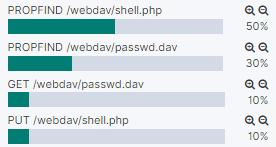 PROPFIND /webdav/shell.php
50%
PROPFIND /webdav/passwd.dav
30%
GET /webdav/passwd.dav
10%
PUT /webdav/shell.php
10%